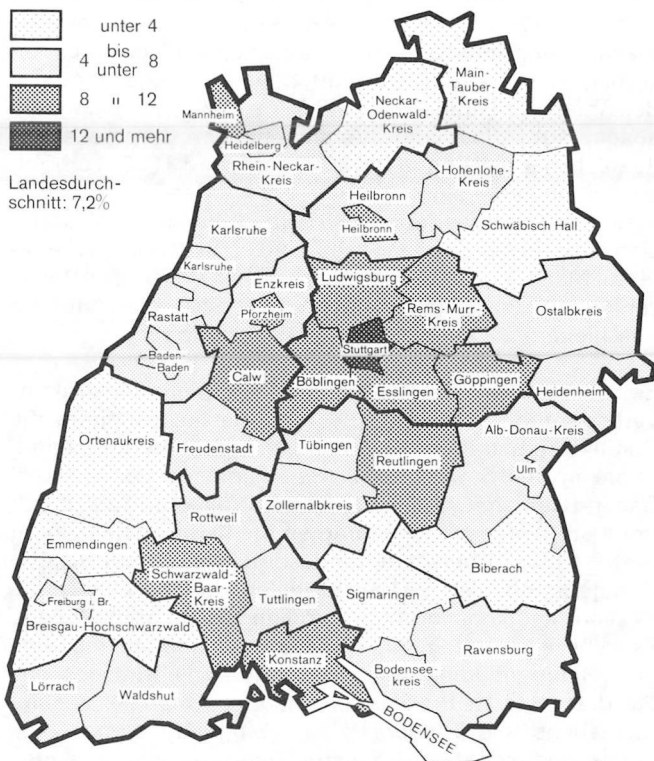 unter 4
4 bis unter 8
8 " 12
12 und mehr
Landesdurch-
schnitt: 7,2%
Main-
Tauber-
Kreis
Neckar-
Odenwald-
Kreis
Mannheim
Heidelberg
Rhein-Neckar-
Kreis
Hohenlohe-
Kreis
Heilbronn
Heilbronn
Schwäbisch Hall
Karlsruhe
Karlsruhe
Enzkreis
Pforzheim
Ludwigsburg
Rems-Murr-
Kreis
Ostalbkreis
Rastatt
Baden-
Baden
Calw
Stuttgart
Böblingen
Esslingen
Göppingen
Heidenheim
Ortenaukreis
Freudenstadt
Tübingen
Reutlingen
Alb-Donau-Kreis
Ulm
Rottweil
Zollernalbkreis
Emmendingen
Schwarzwald-
Baar-
Kreis
Tuttlingen
Sigmaringen
Biberach
Freiburg i. Br.
Breisgau-Hochschwarzwald
Konstanz
Ravensburg
Bodensee-
kreis
Lörrach
Waldshut
BODENSEE